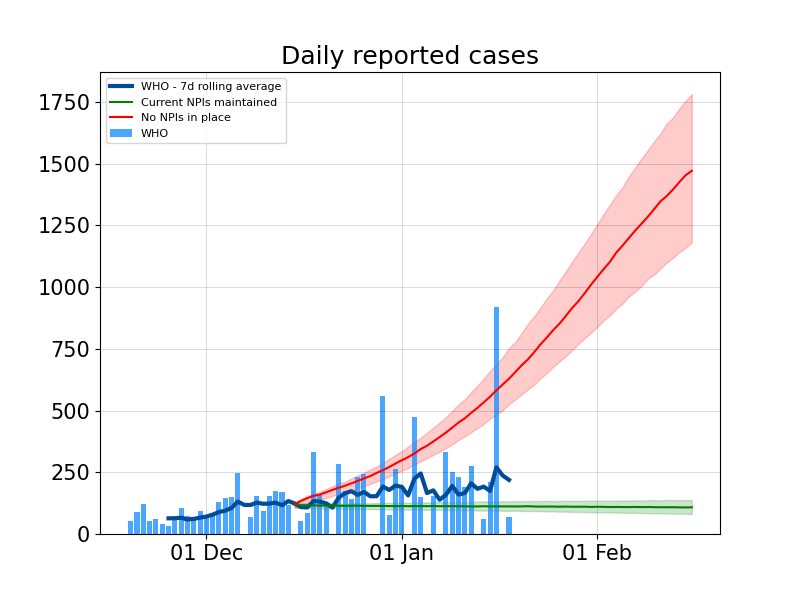 Daily reported cases
WHO - 7d rolling average
Current NPIs maintained
No NPIs in place
WHO
1750
1500
1250
1000
750
500
250
0
01 Dec
01 Jan
01 Feb